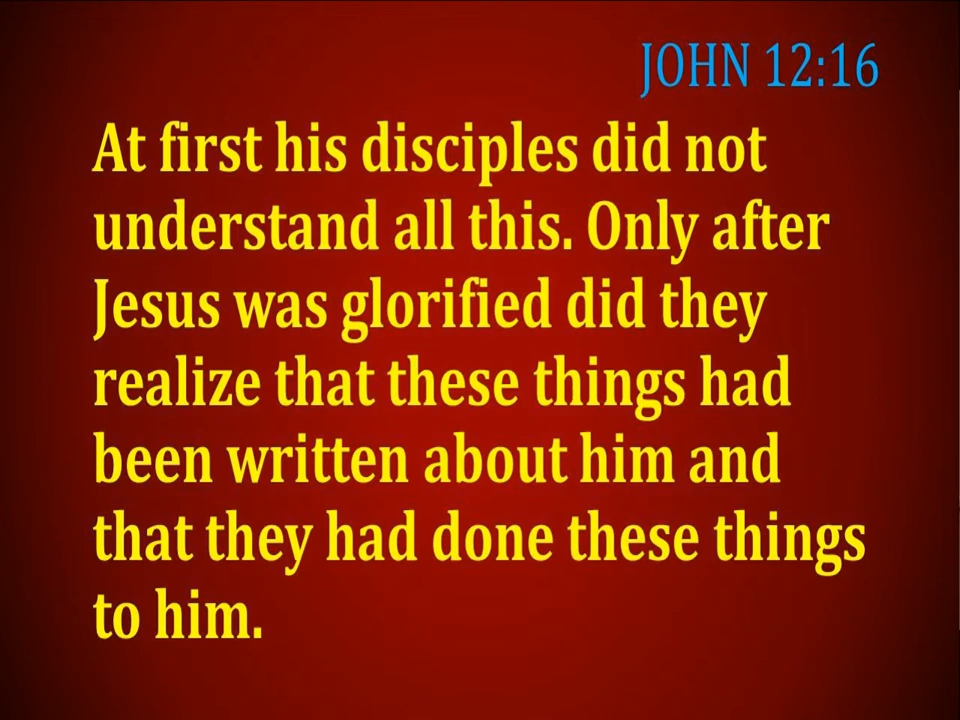 JOHN 12:16
At first his disciples did not
understand all this. Only after
Jesus was glorified did they
realize that these things had
been written about him and
that they had done these things
to him.